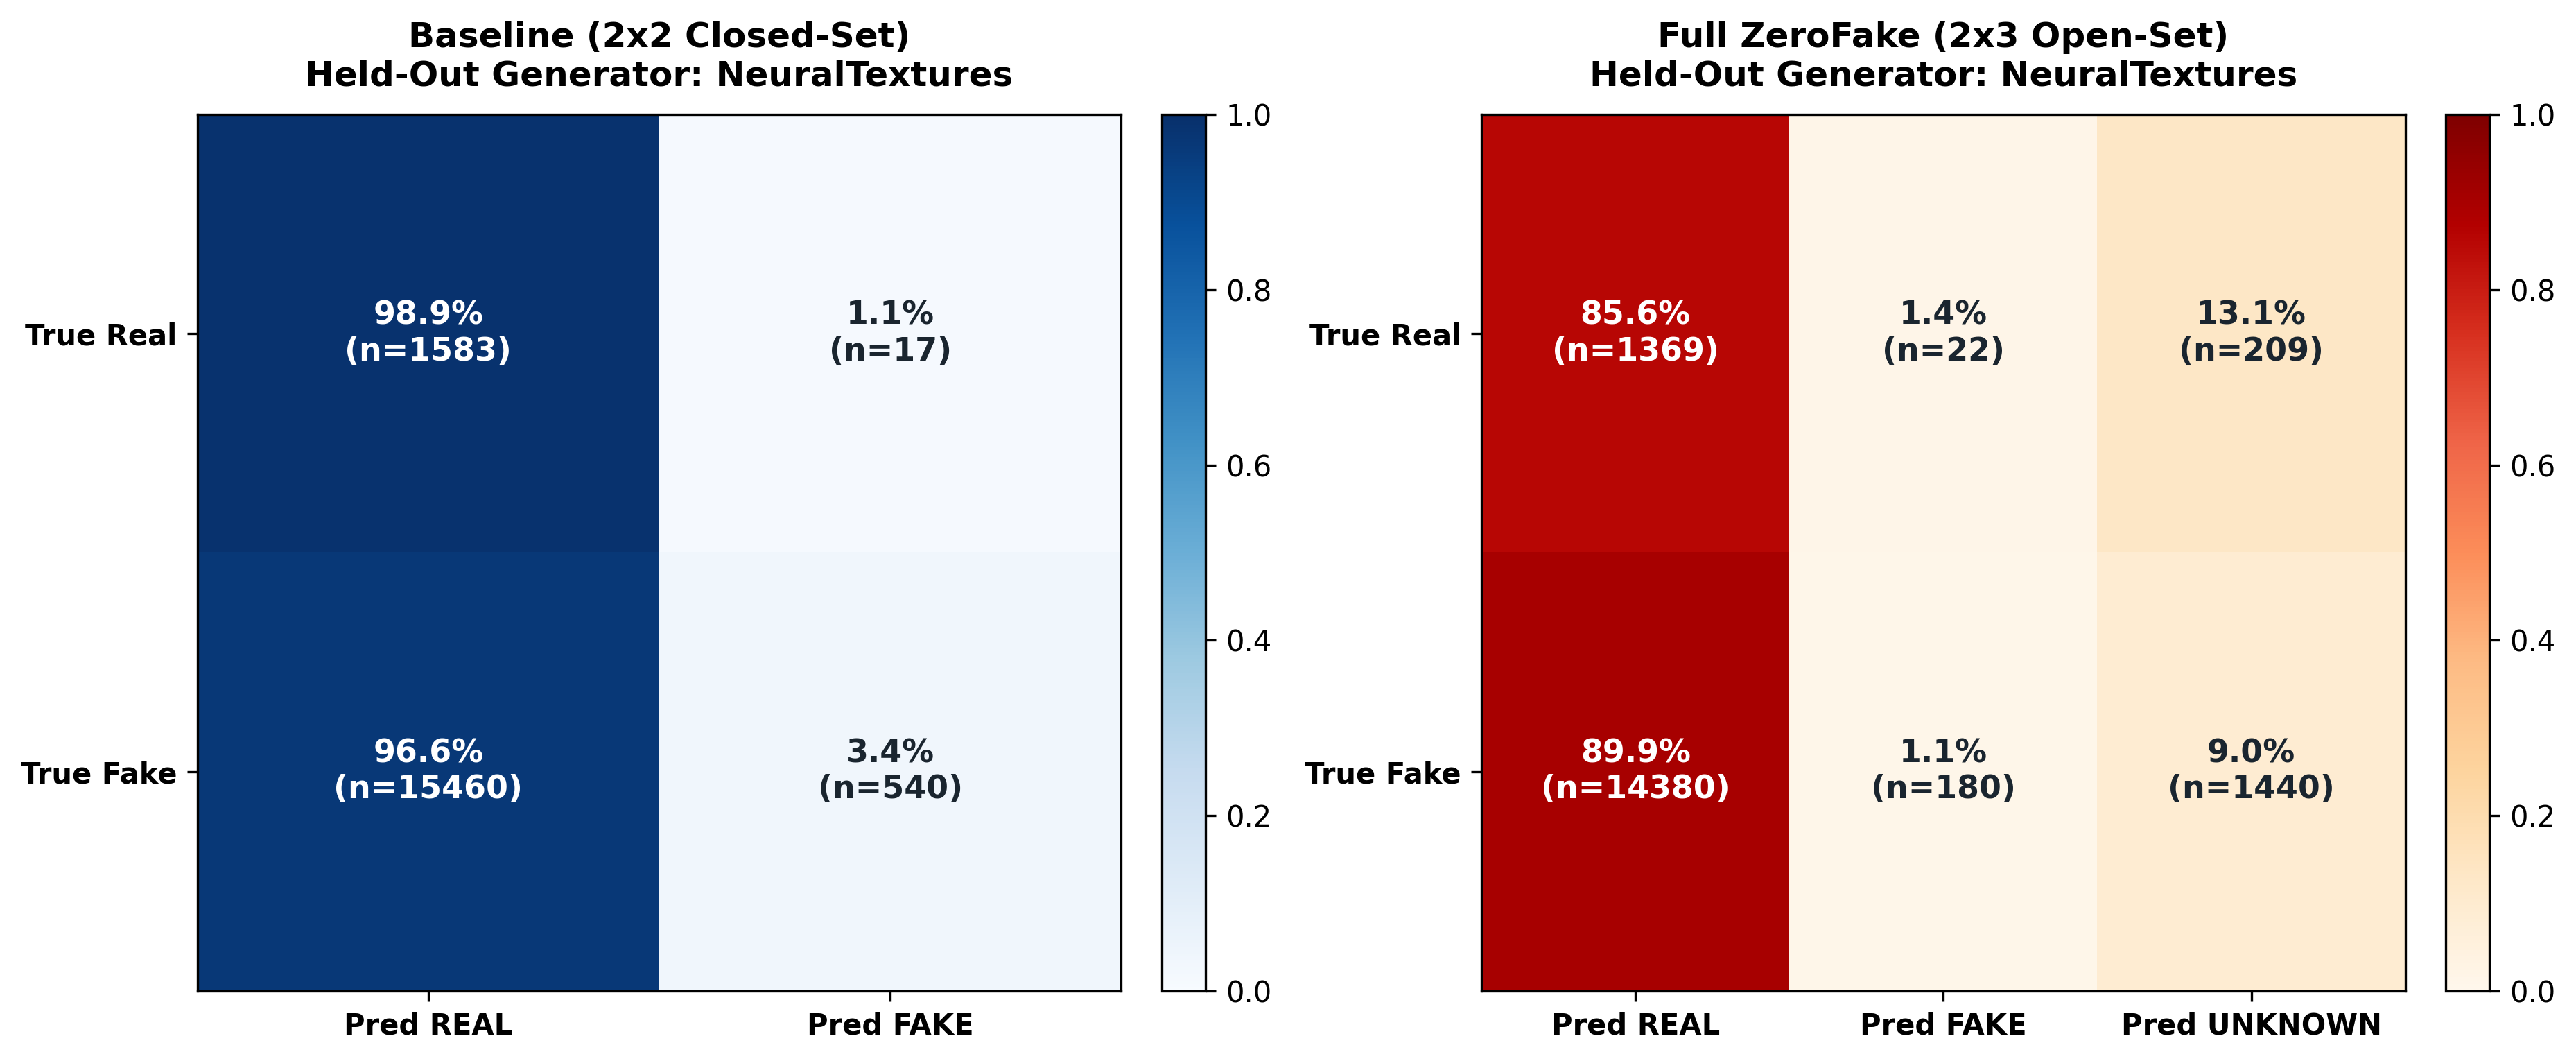 Baseline (2x2 Closed-Set)
Held-Out Generator: NeuralTextures
True Real
True Fake
98.9%
(n=1583)
1.1%
(n=17)
96.6%
(n=15460)
3.4%
(n=540)
Pred REAL
Pred FAKE
1.0
0.8
0.6
0.4
0.2
0.0
Full ZeroFake (2x3 Open-Set)
Held-Out Generator: NeuralTextures
True Real
True Fake
85.6%
(n=1369)
1.4%
(n=22)
13.1%
(n=209)
89.9%
(n=14380)
1.1%
(n=180)
9.0%
(n=1440)
Pred REAL
Pred FAKE
Pred UNKNOWN
1.0
0.8
0.6
0.4
0.2
0.0